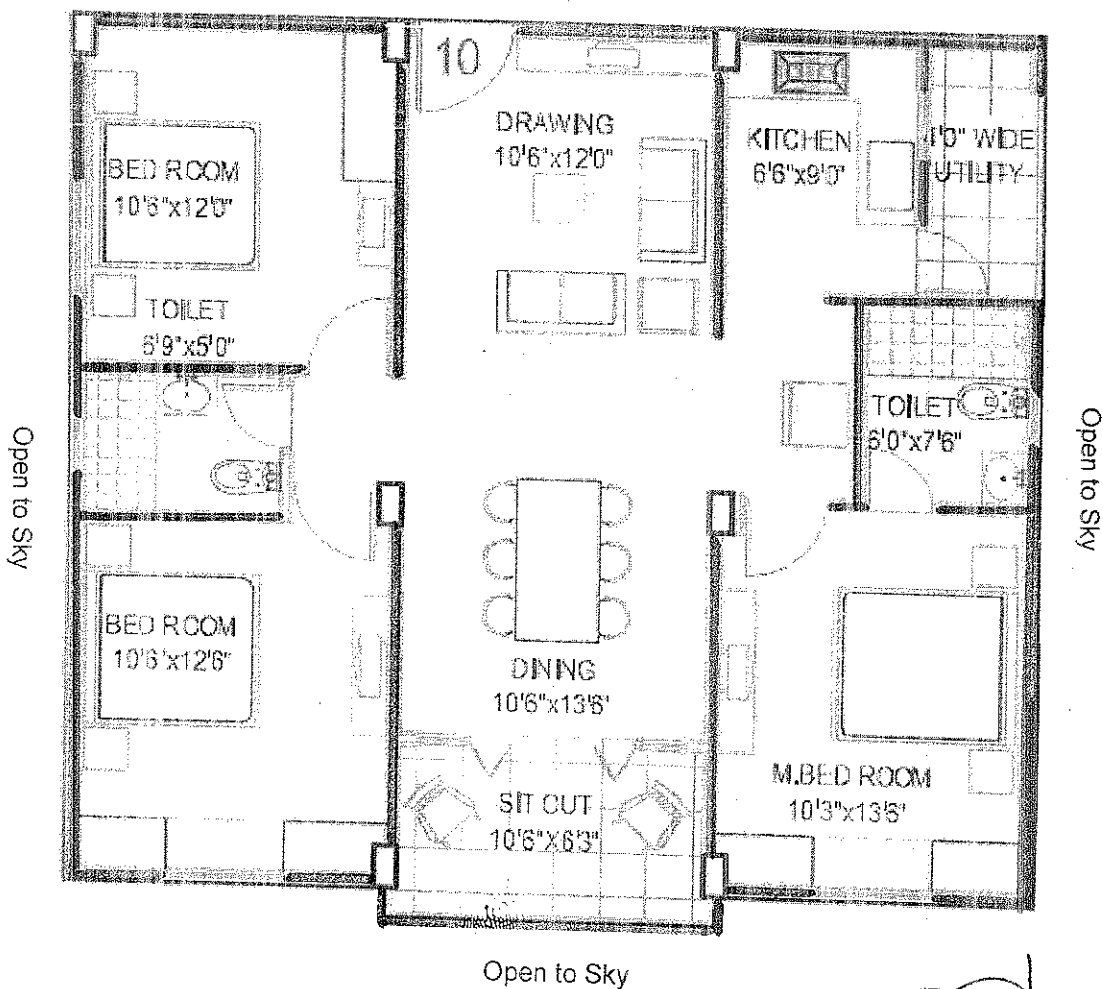 10
DRAWING
10'6"x12'0"
KITCHEN
6'6"x9'0"
4'0" WIDE
UTILITY
BED ROOM
10'6"x12'0"
TOILET
6'9"x5'0"
TOILET
6'0"x7'6"
Open to Sky
Open to Sky
BED ROOM
10'6"x12'6"
DINING
10'6"x13'6"
M.BED ROOM
10'3"x13'6"
SIT OUT
10'6"X6'3"
Open to Sky